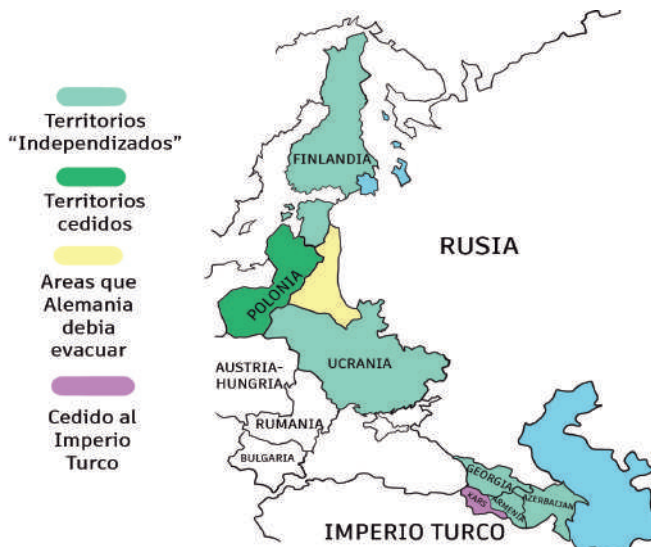 Territorios
"Independizados"
Territorios
cedidos
Areas que
Alemania
debia
evacuar
Cedido al
Imperio
Turco
FINLANDIA
RUSIA
POLONIA
UCRANIA
AUSTRIA-
HUNGRIA
RUMANIA
BULGARIA
GEORGIA
KARS
ARMENIA
AZERBAIJAN
IMPERIO TURCO